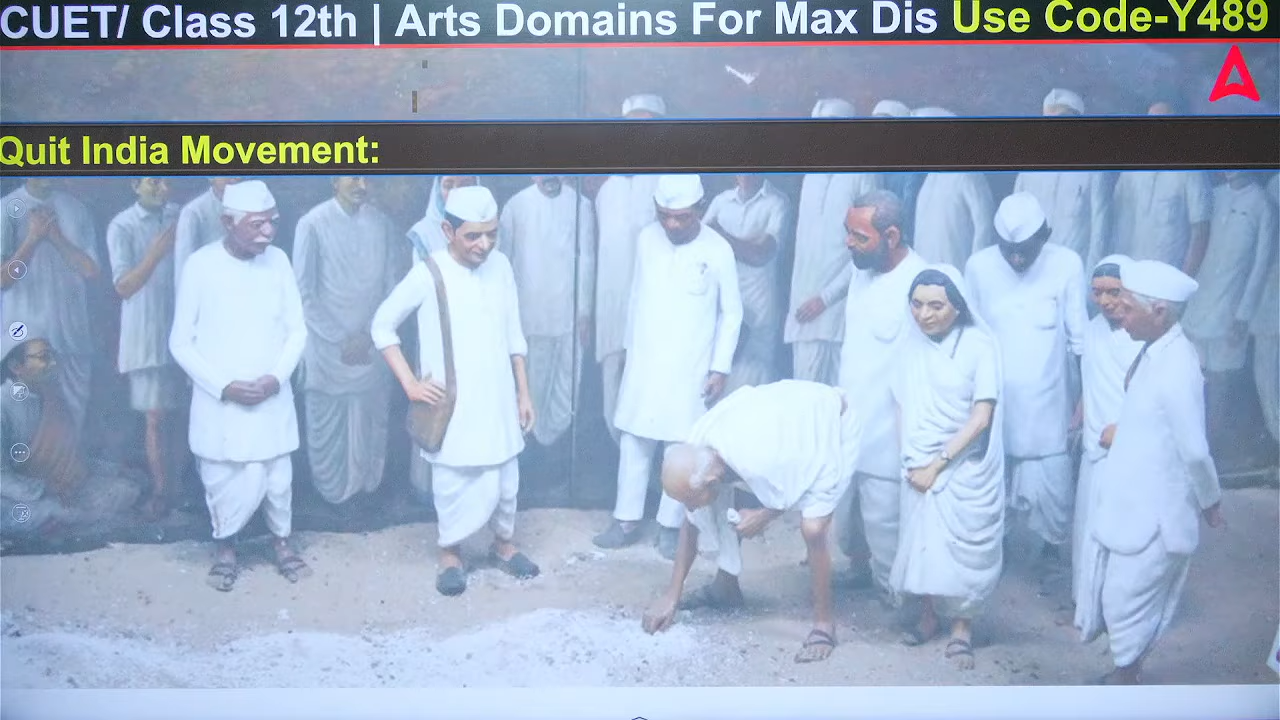 CUET/ Class 12th | Arts Domains For Max Dis Use Code-Y489
Quit India Movement: